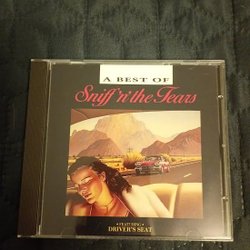 A BEST OF
Sniff 'n' the Tears
• FEATURING •
DRIVER'S SEAT